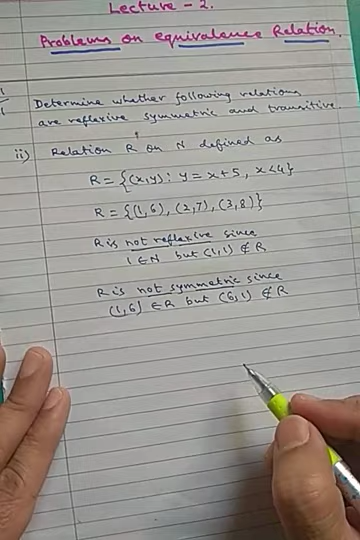 Lecture - 2.
Problems on equivalence Relation.
1/1 Determine whether following relations
are reflexive symmetric and transitive.
ii) Relation R on N defined as
R = {(x,y): y = x+5, x<4}
R = {(1,6), (2,7), (3,8)}
R is not reflexive since
1 ∈ N but (1,1) ∉ R
R is not symmetric since
(1,6) ∈ R but (6,1) ∉ R